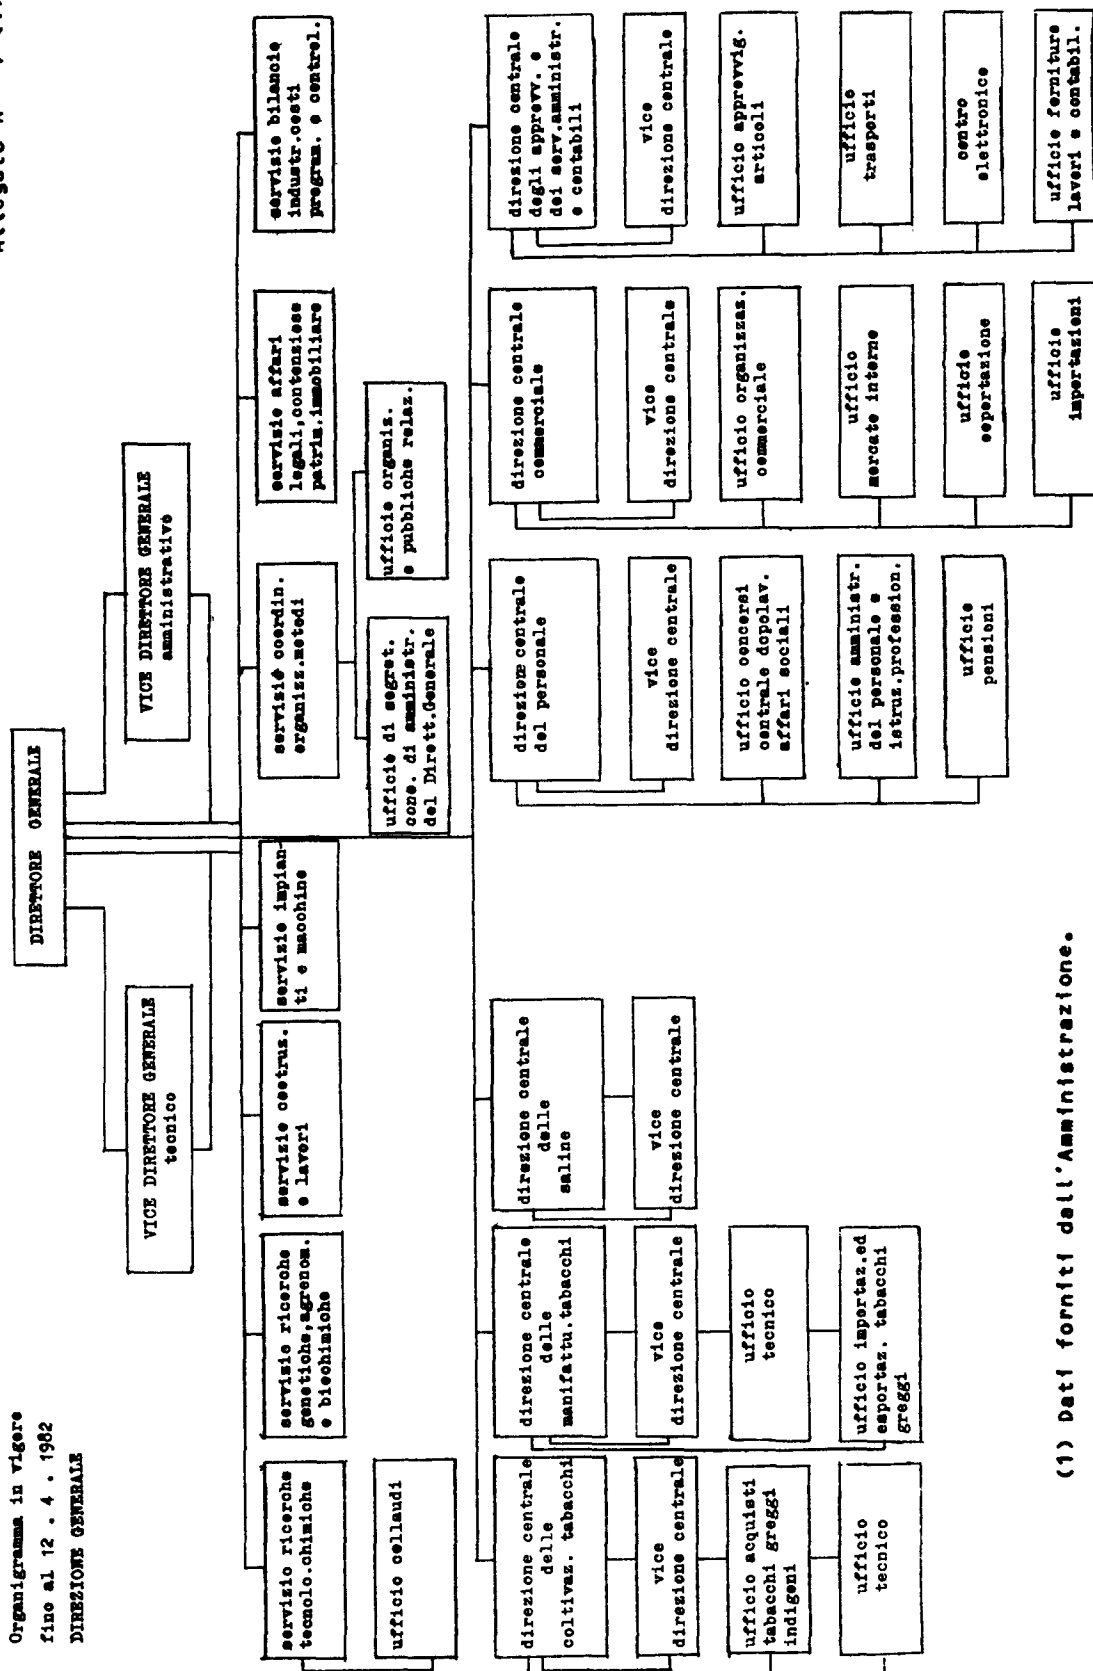 Organigramma in vigore
fino al 12 . 4 . 1982
DIREZIONE GENERALE
DIRETTORE GENERALE
VICE DIRETTORE GENERALE
tecnico
VICE DIRETTORE GENERALE
amministrativo
servizio ricerche
tecnolo.chimiche
servizio ricerche
genetiche,agronom.
e biochimiche
servizio costruz.
e lavori
servizio impian-
ti e macchine
servizio coordin.
organizz.metodi
servizio affari
legali,contenzioso
patrim.immobiliare
servizio bilancio
industr.costi
program. e control.
ufficio collaudi
ufficio di segret.
cons. di amministr.
del Dirett.Generale
ufficio organiz.
e pubbliche relaz.
direzione centrale
delle
coltivaz. tabacchi
vice
direzione centrale
ufficio acquisti
tabacchi greggi
indigeni
ufficio
tecnico
direzione centrale
delle
manifattu.tabacchi
vice
direzione centrale
ufficio
tecnico
ufficio importaz.ed
esportaz. tabacchi
greggi
direzione centrale
delle
saline
vice
direzione centrale
direzione centrale
del personale
vice
direzione centrale
ufficio concorsi
centrale dopolav.
affari sociali
ufficio amministr.
del personale e
istruz.profession.
ufficio
pensioni
direzione centrale
commerciale
vice
direzione centrale
ufficio organizzaz.
commerciale
ufficio
mercato interno
ufficio
esportazione
ufficio
importazioni
direzione centrale
degli approvv. e
dei serv.amministr.
e contabili
vice
direzione centrale
ufficio approvvig.
articoli
ufficio
trasporti
centro
elettronico
ufficio forniture
lavori e contabil.
(1) Dati forniti dall'Amministrazione.